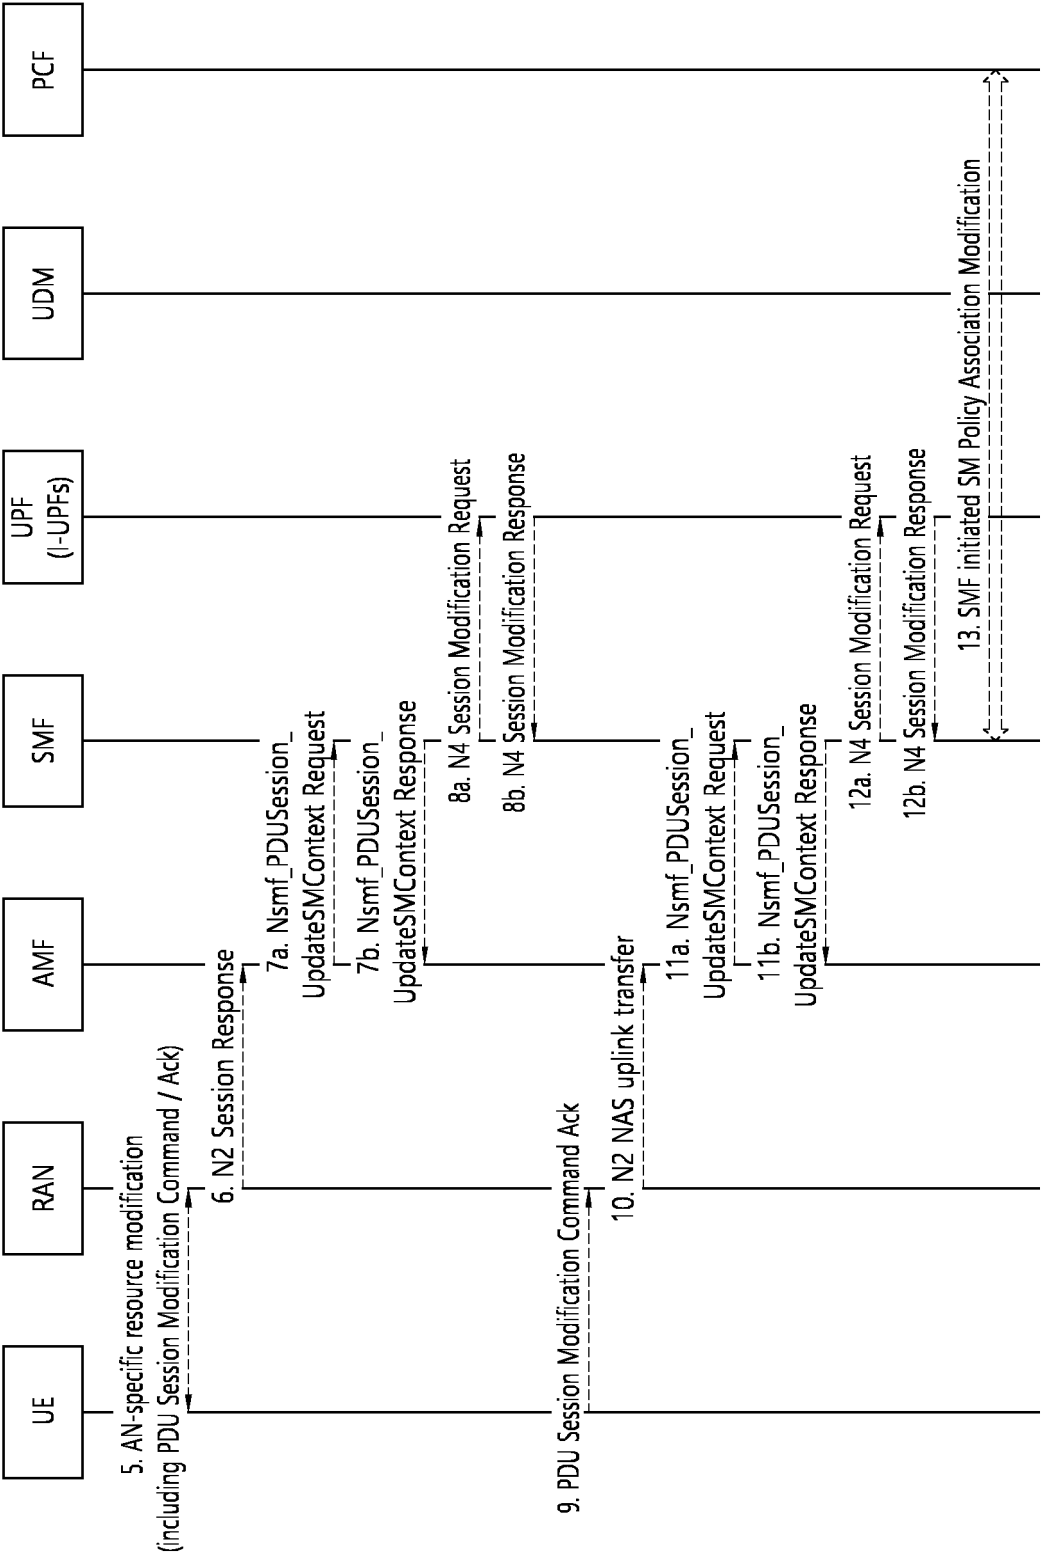 UE
RAN
AMF
SMF
UPF
(I-UPFs)
UDM
PCF
5. AN-specific resource modification
(including PDU Session Modification Command / Ack)
6. N2 Session Response
7a. Nsmf_PDUSession_
UpdateSMContext Request
7b. Nsmf_PDUSession_
UpdateSMContext Response
8a. N4 Session Modification Request
8b. N4 Session Modification Response
9. PDU Session Modification Command Ack
10. N2 NAS uplink transfer
11a. Nsmf_PDUSession_
UpdateSMContext Request
11b. Nsmf_PDUSession_
UpdateSMContext Response
12a. N4 Session Modification Request
12b. N4 Session Modification Response
13. SMF initiated SM Policy Association Modification